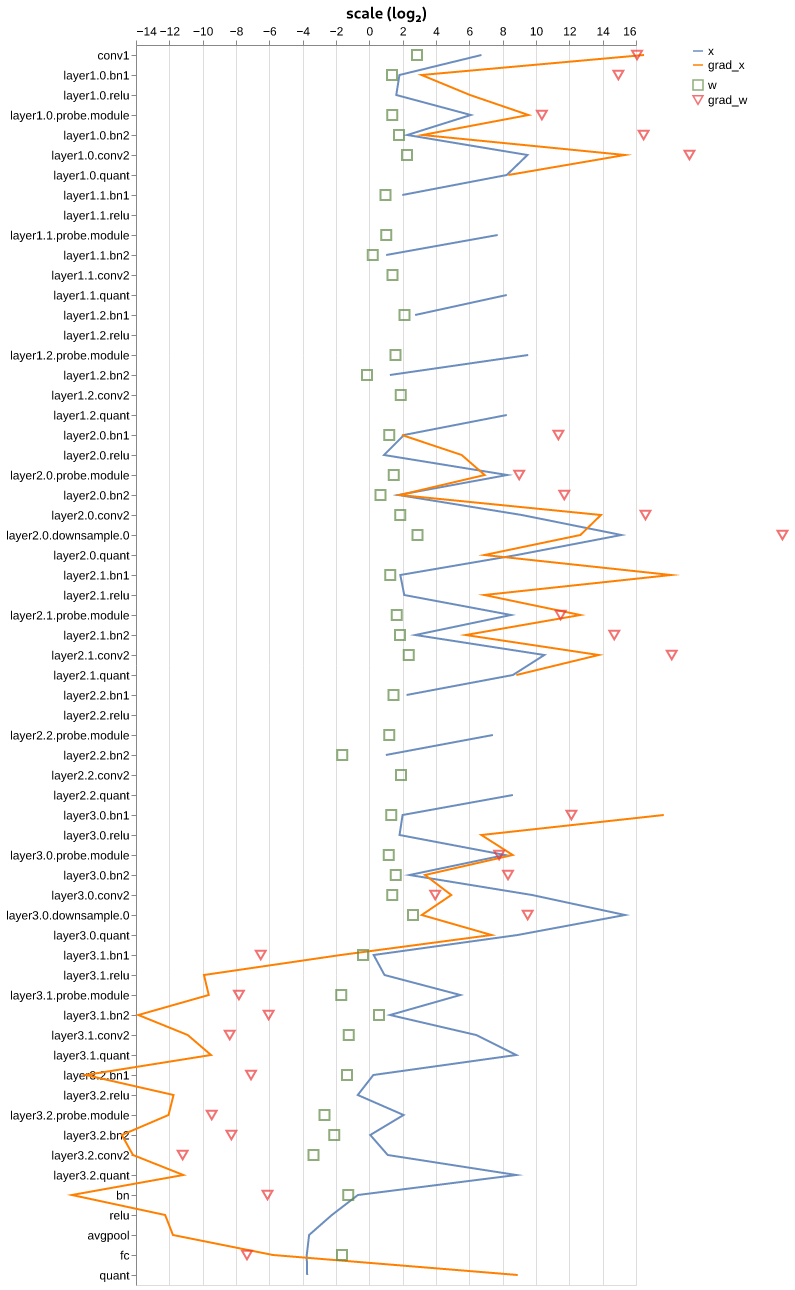 scale (log₂)
−14 −12 −10 −8 −6 −4 −2 0 2 4 6 8 10 12 14 16
x
grad_x
w
grad_w
conv1
layer1.0.bn1
layer1.0.relu
layer1.0.probe.module
layer1.0.bn2
layer1.0.conv2
layer1.0.quant
layer1.1.bn1
layer1.1.relu
layer1.1.probe.module
layer1.1.bn2
layer1.1.conv2
layer1.1.quant
layer1.2.bn1
layer1.2.relu
layer1.2.probe.module
layer1.2.bn2
layer1.2.conv2
layer1.2.quant
layer2.0.bn1
layer2.0.relu
layer2.0.probe.module
layer2.0.bn2
layer2.0.conv2
layer2.0.downsample.0
layer2.0.quant
layer2.1.bn1
layer2.1.relu
layer2.1.probe.module
layer2.1.bn2
layer2.1.conv2
layer2.1.quant
layer2.2.bn1
layer2.2.relu
layer2.2.probe.module
layer2.2.bn2
layer2.2.conv2
layer2.2.quant
layer3.0.bn1
layer3.0.relu
layer3.0.probe.module
layer3.0.bn2
layer3.0.conv2
layer3.0.downsample.0
layer3.0.quant
layer3.1.bn1
layer3.1.relu
layer3.1.probe.module
layer3.1.bn2
layer3.1.conv2
layer3.1.quant
layer3.2.bn1
layer3.2.relu
layer3.2.probe.module
layer3.2.bn2
layer3.2.conv2
layer3.2.quant
bn
relu
avgpool
fc
quant